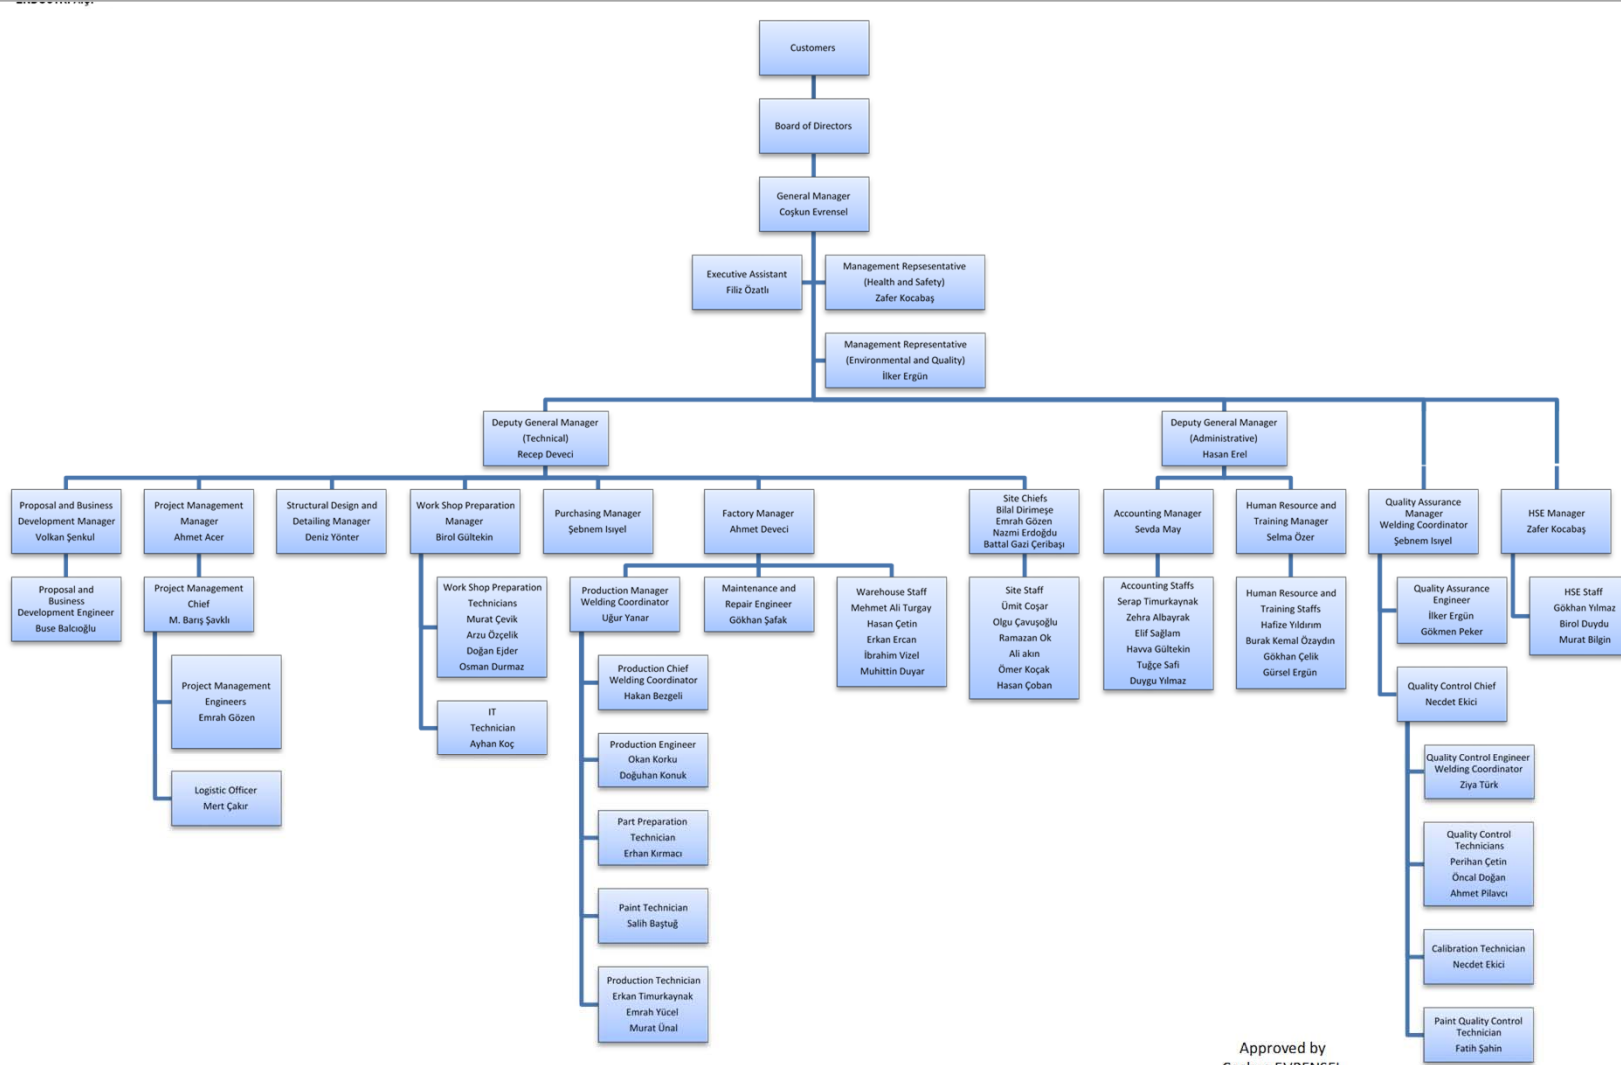 Customers
Board of Directors
General Manager
Coşkun Evrensel
Executive Assistant
Filiz Özatlı
Management Repsesentative
(Health and Safety)
Zafer Kocabaş
Management Representative
(Environmental and Quality)
İlker Ergün
Deputy General Manager
(Technical)
Recep Deveci
Deputy General Manager
(Administrative)
Hasan Erel
Proposal and Business
Development Manager
Volkan Şenkul
Project Management
Manager
Ahmet Acer
Structural Design and
Detailing Manager
Deniz Yönter
Work Shop Preparation
Manager
Birol Gültekin
Purchasing Manager
Şebnem Isıyel
Factory Manager
Ahmet Deveci
Site Chiefs
Bilal Dirimeşe
Emrah Gözen
Nazmi Erdoğdu
Battal Gazi Çeribaşı
Accounting Manager
Sevda May
Human Resource and
Training Manager
Selma Özer
Quality Assurance
Manager
Welding Coordinator
Şebnem Isıyel
HSE Manager
Zafer Kocabaş
Proposal and
Business
Development Engineer
Buse Balcıoğlu
Project Management
Chief
M. Barış Şavklı
Work Shop Preparation
Technicians
Murat Çevik
Arzu Özçelik
Doğan Ejder
Osman Durmaz
Production Manager
Welding Coordinator
Uğur Yanar
Maintenance and
Repair Engineer
Gökhan Şafak
Warehouse Staff
Mehmet Ali Turgay
Hasan Çetin
Erkan Ercan
İbrahim Vizel
Muhittin Duyar
Site Staff
Ümit Coşar
Olgu Çavuşoğlu
Ramazan Ok
Ali akın
Ömer Koçak
Hasan Çoban
Accounting Staffs
Serap Timurkaynak
Zehra Albayrak
Elif Sağlam
Havva Gültekin
Tuğçe Safi
Duygu Yılmaz
Human Resource and
Training Staffs
Hafize Yıldırım
Burak Kemal Özaydın
Gökhan Çelik
Gürsel Ergün
Quality Assurance
Engineer
İlker Ergün
Gökmen Peker
HSE Staff
Gökhan Yılmaz
Birol Duydu
Murat Bilgin
Project Management
Engineers
Emrah Gözen
Logistic Officer
Mert Çakır
IT
Technician
Ayhan Koç
Production Chief
Welding Coordinator
Hakan Bezgeli
Production Engineer
Okan Korku
Doğuhan Konuk
Part Preparation
Technician
Erhan Kırmacı
Paint Technician
Salih Baştuğ
Production Technician
Erkan Timurkaynak
Emrah Yücel
Murat Ünal
Quality Control Chief
Necdet Ekici
Quality Control Engineer
Welding Coordinator
Ziya Türk
Quality Control
Technicians
Perihan Çetin
Öncal Doğan
Ahmet Pilavcı
Calibration Technician
Necdet Ekici
Paint Quality Control
Technician
Fatih Şahin
Approved by